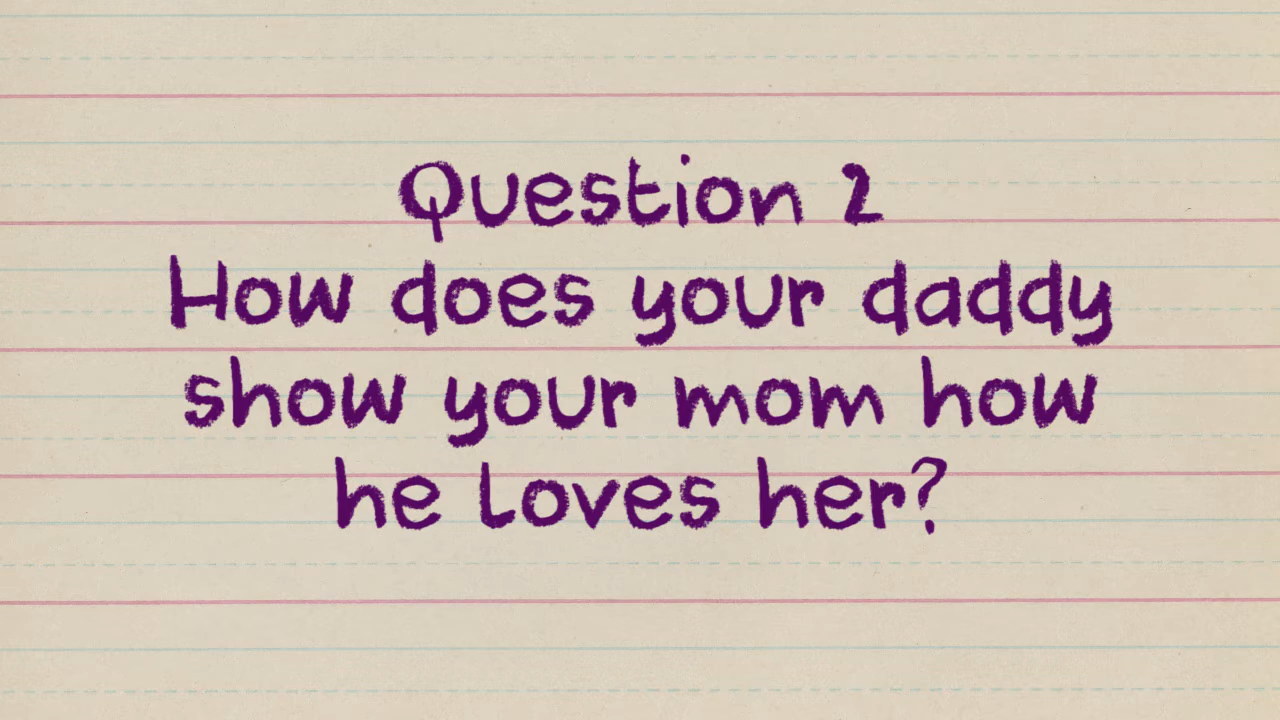 Question 2
How does your daddy
show your mom how
he loves her?